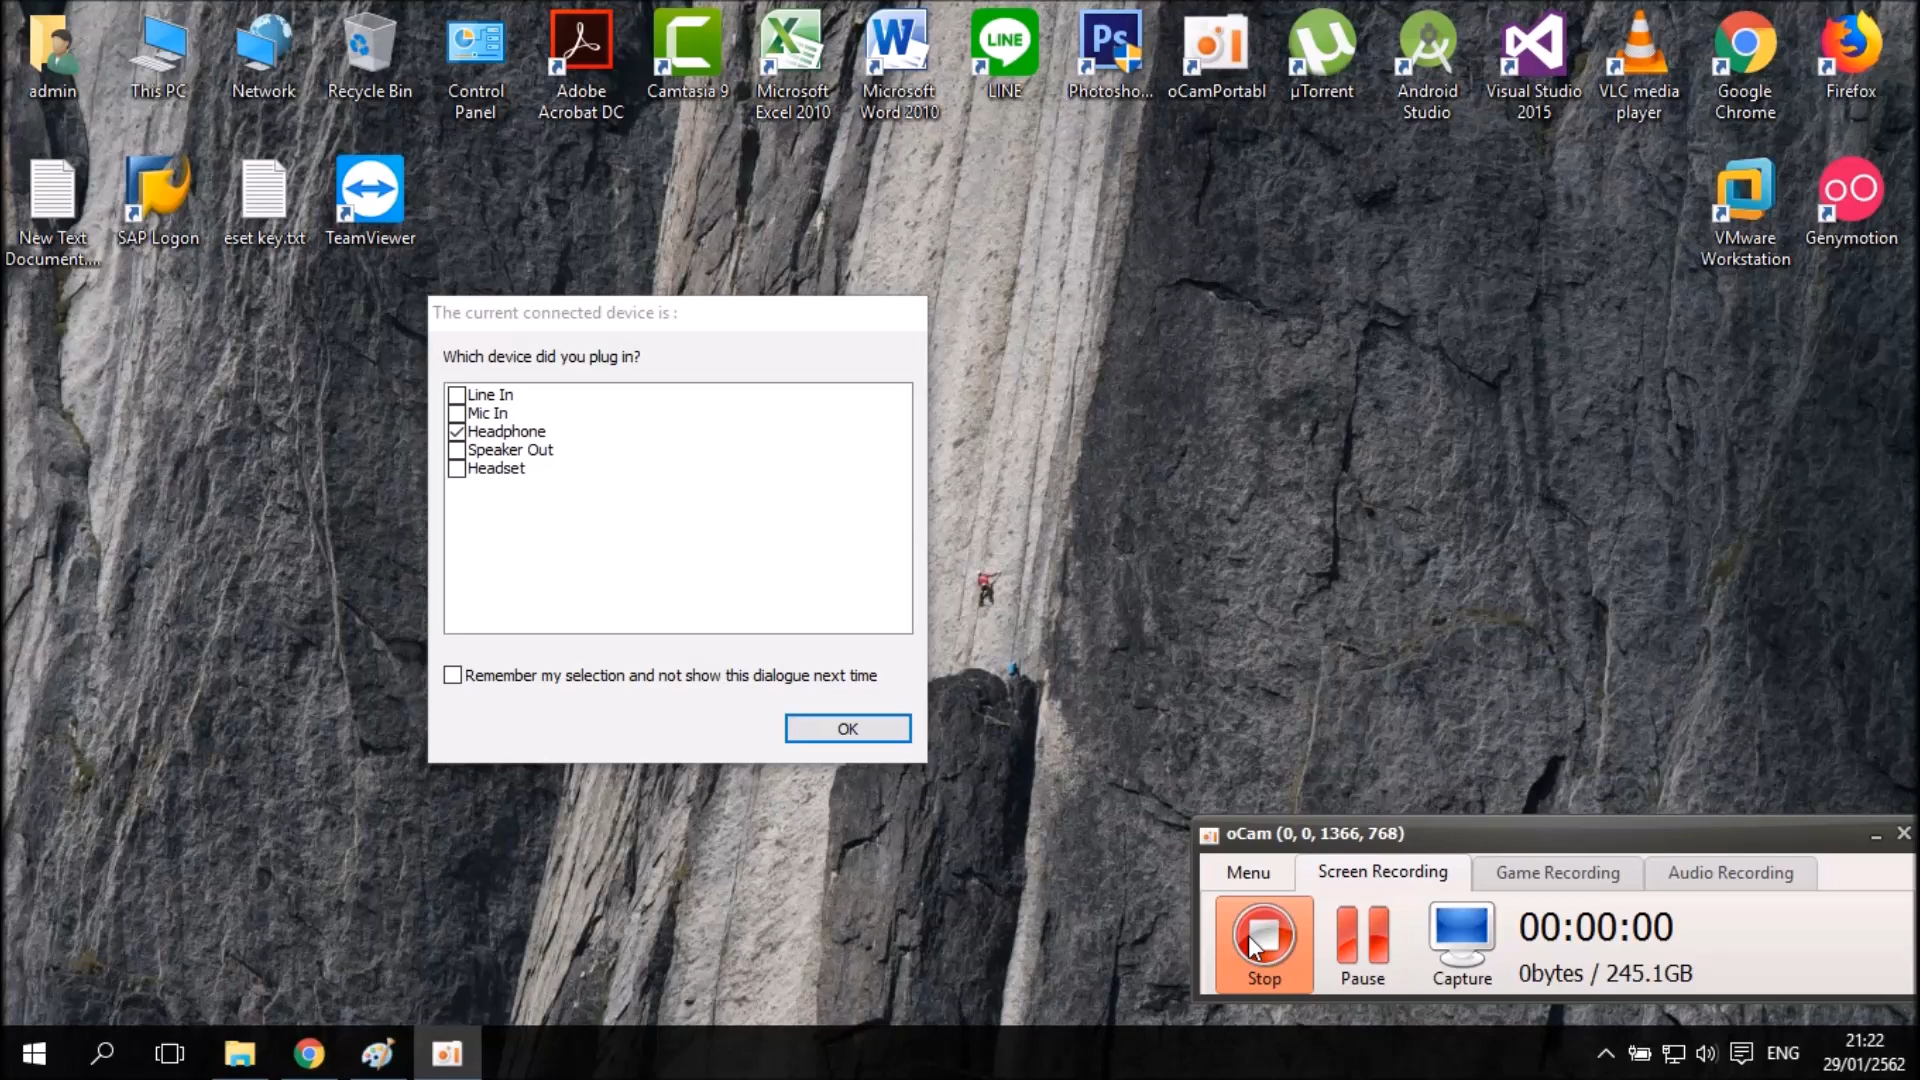 admin
This PC
Network
Recycle Bin
Control
Panel
Adobe
Acrobat DC
Camtasia 9
Microsoft
Excel 2010
Microsoft
Word 2010
LINE
LINE
Ps
Photosho...
oCamPortabl
µTorrent
Android
Studio
Visual Studio
2015
VLC media
player
Google
Chrome
Firefox
New Text
Document....
SAP Logon
eset key.txt
TeamViewer
VMware
Workstation
Genymotion
The current connected device is :
Which device did you plug in?
Line In
Mic In
Headphone
Speaker Out
Headset
Remember my selection and not show this dialogue next time
OK
oCam (0, 0, 1366, 768)
Menu
Screen Recording
Game Recording
Audio Recording
Stop
Pause
Capture
00:00:00
0bytes / 245.1GB
ENG
21:22
29/01/2562